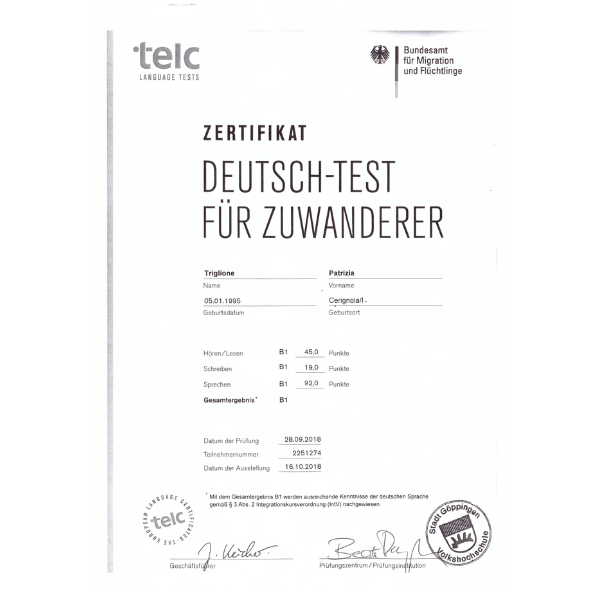 telc
LANGUAGE TESTS
Bundesamt
für Migration
und Flüchtlinge
ZERTIFIKAT
DEUTSCH-TEST
FÜR ZUWANDERER
Triglione Patrizia
Name Vorname
05.01.1995 Cerignola/I
Geburtsdatum Geburtsort
Hören/Lesen B1 45,0 Punkte
Schreiben B1 19,0 Punkte
Sprechen B1 92,0 Punkte
Gesamtergebnis* B1
Datum der Prüfung 28.09.2018
Teilnehmernummer 2251274
Datum der Ausstellung 16.10.2018
* Mit dem Gesamtergebnis B1 werden ausreichende Kenntnisse der deutschen Sprache
gemäß § 3 Abs. 2 Integrationskursverordnung (IntV) nachgewiesen.
telc
THE EUROPEAN LANGUAGE CERTIFICATES
Stadt Göppingen
Volkshochschule
Geschäftsführer Prüfungszentrum / Prüfungsinstitution